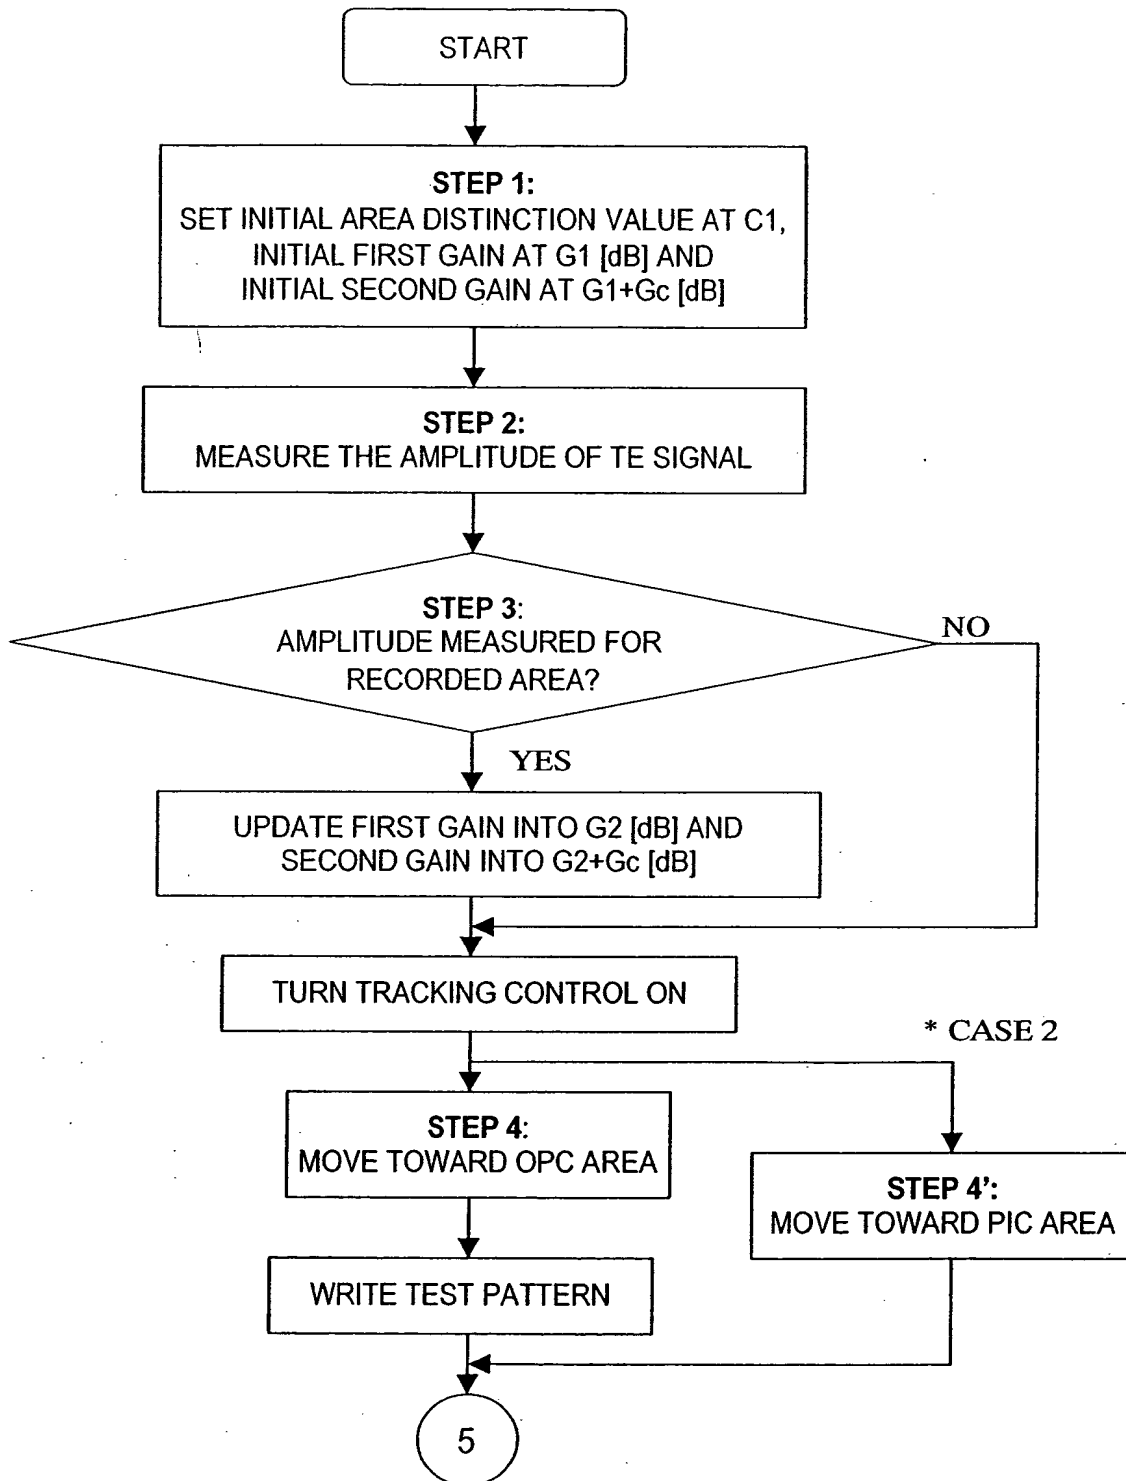 START
STEP 1:
SET INITIAL AREA DISTINCTION VALUE AT C1,
INITIAL FIRST GAIN AT G1 [dB] AND
INITIAL SECOND GAIN AT G1+Gc [dB]
STEP 2:
MEASURE THE AMPLITUDE OF TE SIGNAL
STEP 3:
AMPLITUDE MEASURED FOR
RECORDED AREA?
NO
YES
UPDATE FIRST GAIN INTO G2 [dB] AND
SECOND GAIN INTO G2+Gc [dB]
TURN TRACKING CONTROL ON
* CASE 2
STEP 4:
MOVE TOWARD OPC AREA
STEP 4':
MOVE TOWARD PIC AREA
WRITE TEST PATTERN
5